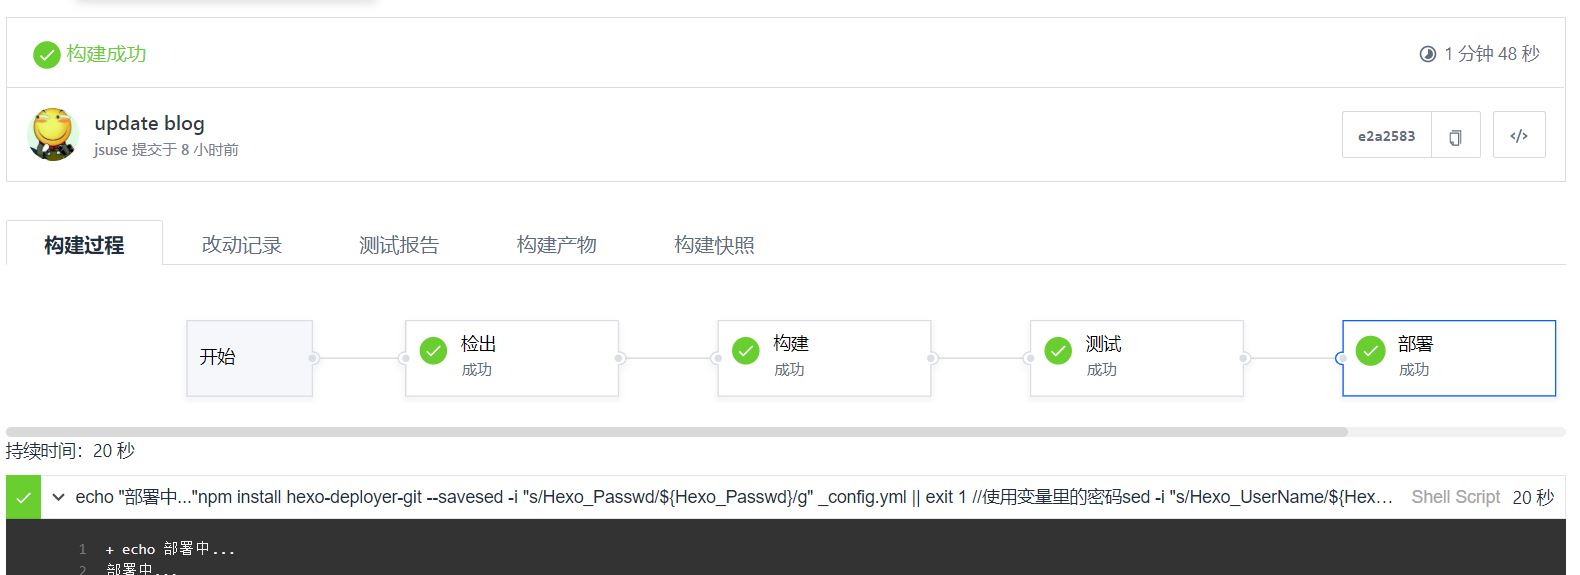 构建成功
1 分钟 48 秒
update blog
jsuse 提交于 8 小时前
e2a2583
</>
构建过程 改动记录 测试报告 构建产物 构建快照
开始
检出
成功
构建
成功
测试
成功
部署
成功
持续时间：20 秒
echo "部署中..."npm install hexo-deployer-git --savesed -i "s/Hexo_Passwd/${Hexo_Passwd}/g" _config.yml || exit 1 //使用变量里的密码sed -i "s/Hexo_UserName/${Hex... Shell Script 20 秒
1 + echo 部署中...
2 部署中...